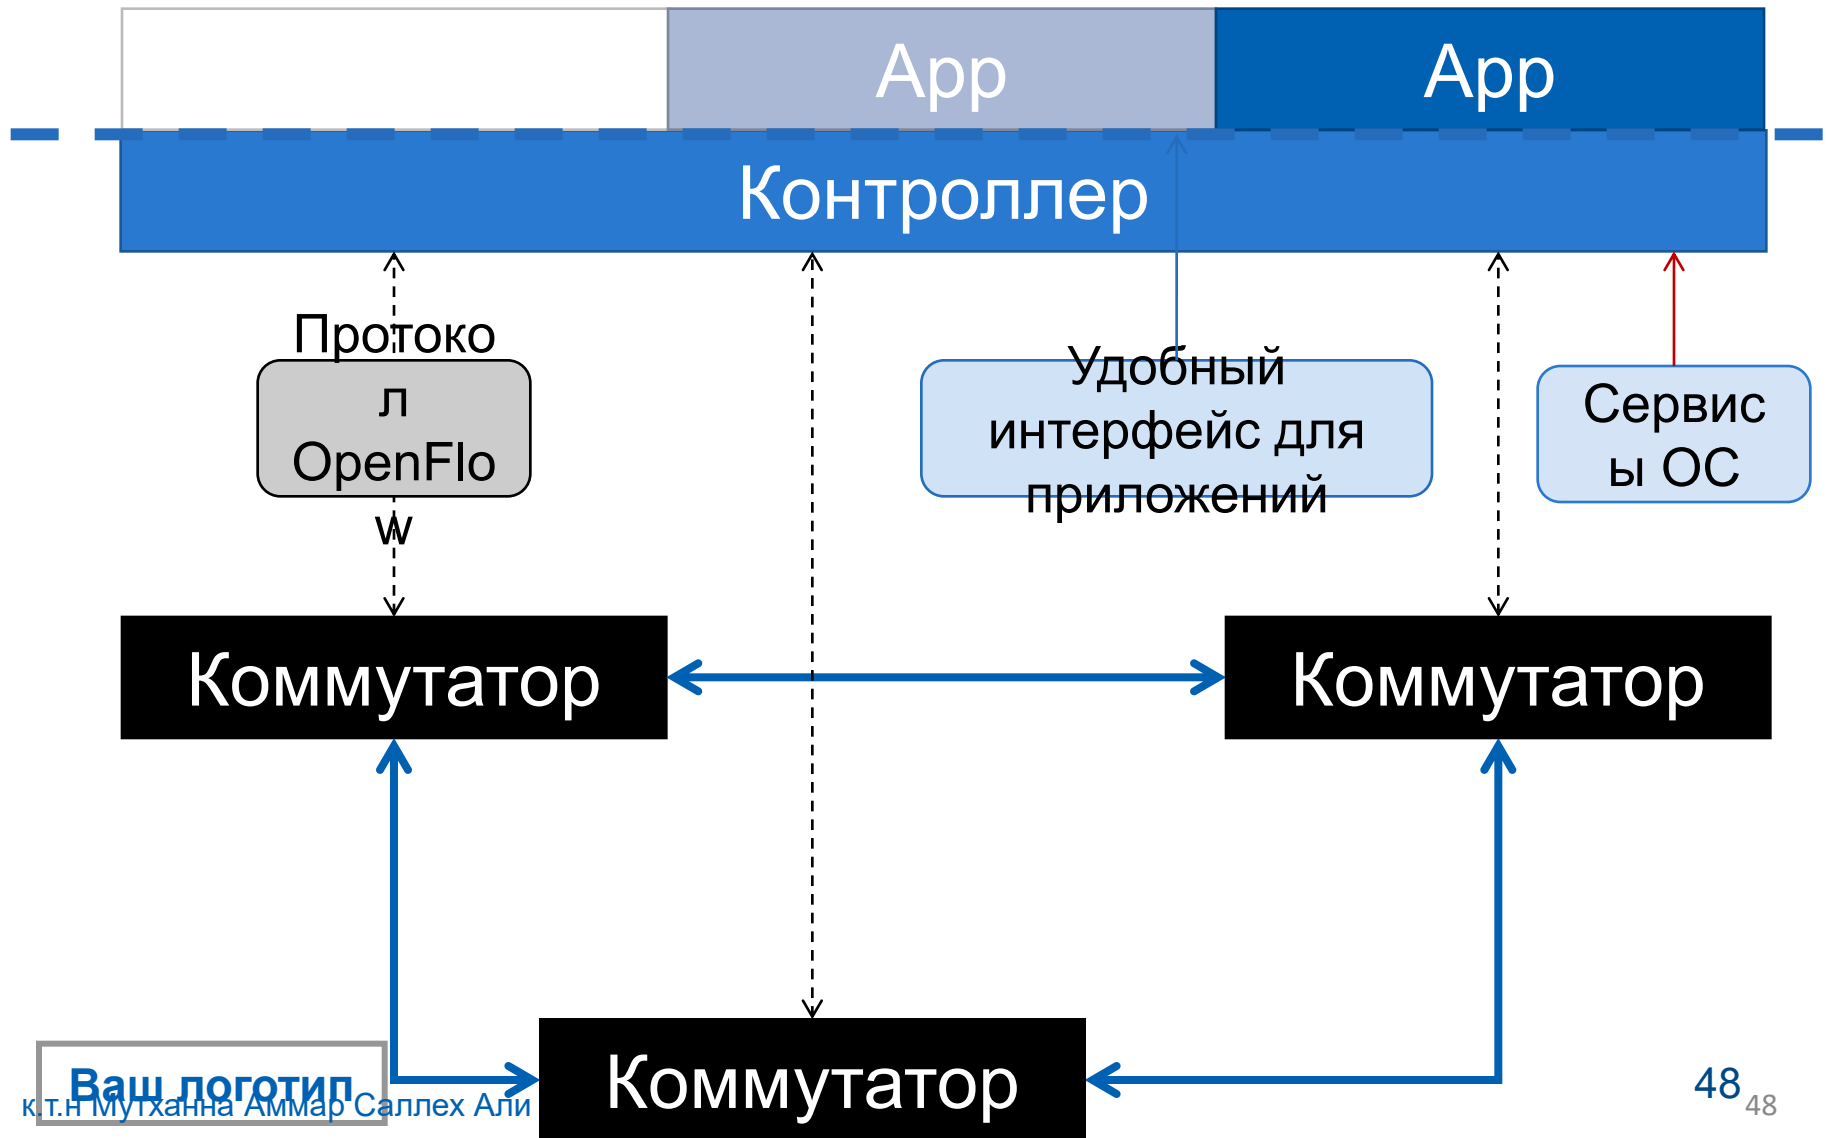 App
App
Контроллер
Протоко
л
OpenFlo
w
Удобный
интерфейс для
приложений
Сервис
ы ОС
Коммутатор
Коммутатор
Коммутатор
Ваш логотип
к.т.н Мутханна Аммар Саллех Али
48
48